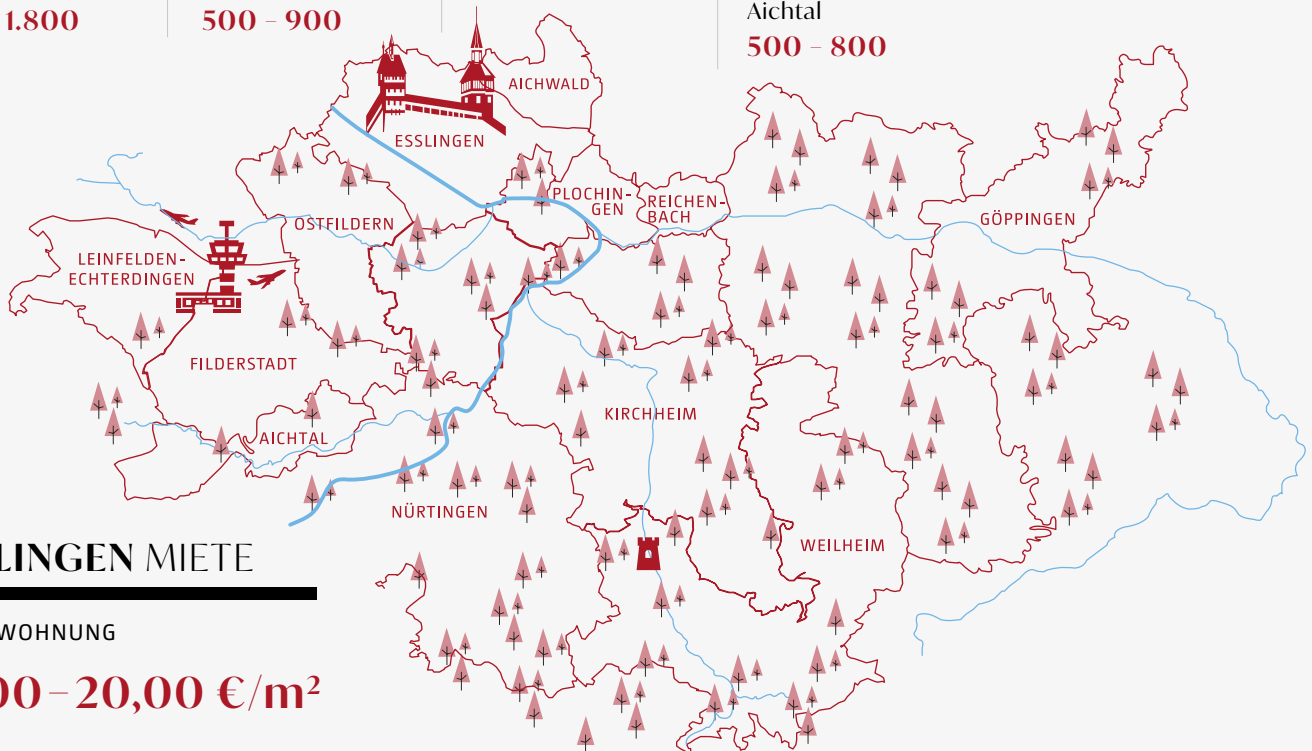 1.800
500 – 900
Aichtal
500 – 800
AICHWALD
ESSLINGEN
PLOCHIN-
GEN
REICHEN-
BACH
GÖPPINGEN
OSTFILDERN
LEINFELDEN-
ECHTERDINGEN
FILDERSTADT
AICHTAL
KIRCHHEIM
NÜRTINGEN
WEILHEIM
LINGEN MIETE
WOHNUNG
00 – 20,00 €/m²